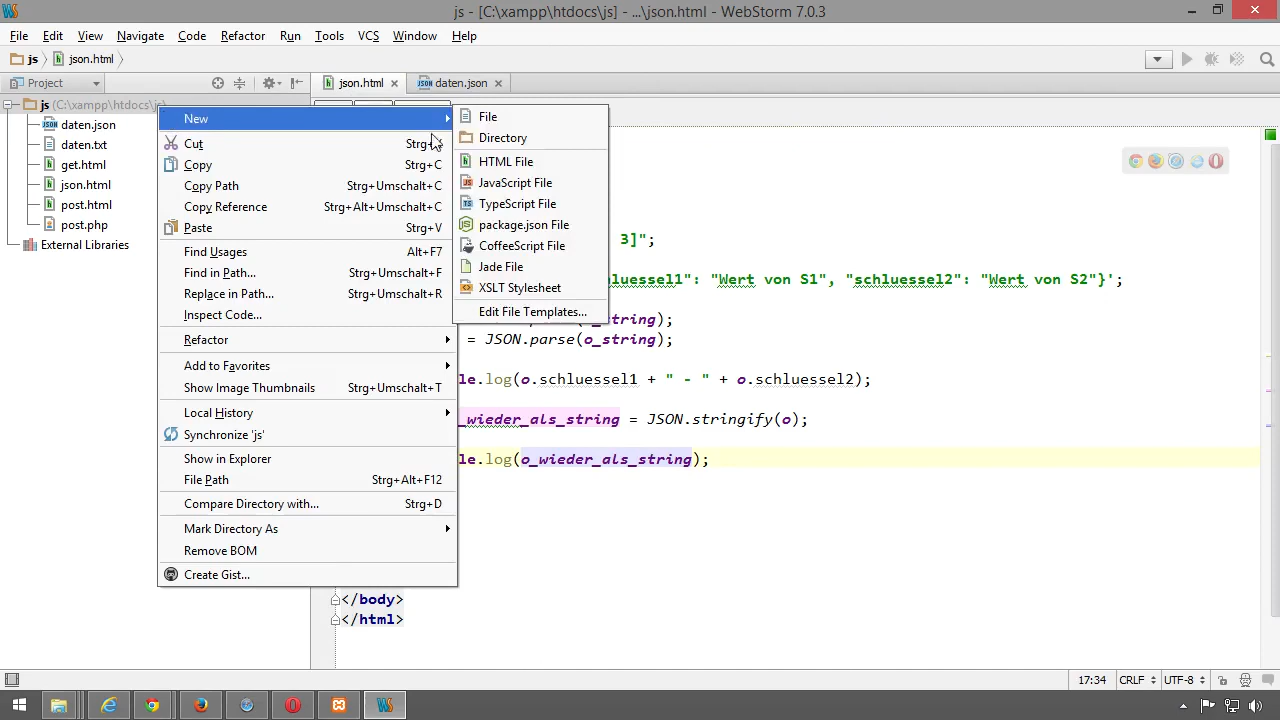 js - [C:\xampp\htdocs\js] - ...\json.html - WebStorm 7.0.3
File Edit View Navigate Code Refactor Run Tools VCS Window Help
js json.html
Project
json.html daten.json
js (C:\xampp\htdocs\js)
daten.json
daten.txt
get.html
json.html
post.html
post.php
External Libraries
New
Cut Strg+X
Copy Strg+C
Copy Path Strg+Umschalt+C
Copy Reference Strg+Alt+Umschalt+C
Paste Strg+V
Find Usages Alt+F7
Find in Path... Strg+Umschalt+F
Replace in Path... Strg+Umschalt+R
Inspect Code...
Refactor
Add to Favorites
Show Image Thumbnails Strg+Umschalt+T
Local History
Synchronize 'js'
Show in Explorer
File Path Strg+Alt+F12
Compare Directory with... Strg+D
Mark Directory As
Remove BOM
Create Gist...
File
Directory
HTML File
JavaScript File
TypeScript File
package.json File
CoffeeScript File
Jade File
XSLT Stylesheet
Edit File Templates...
3]";
luessel1": "Wert von S1", "schluessel2": "Wert von S2"}';
string);
= JSON.parse(o_string);
le.log(o.schluessel1 + " - " + o.schluessel2);
_wieder_als_string = JSON.stringify(o);
le.log(o_wieder_als_string);
</body>
</html>
17:34 CRLF UTF-8